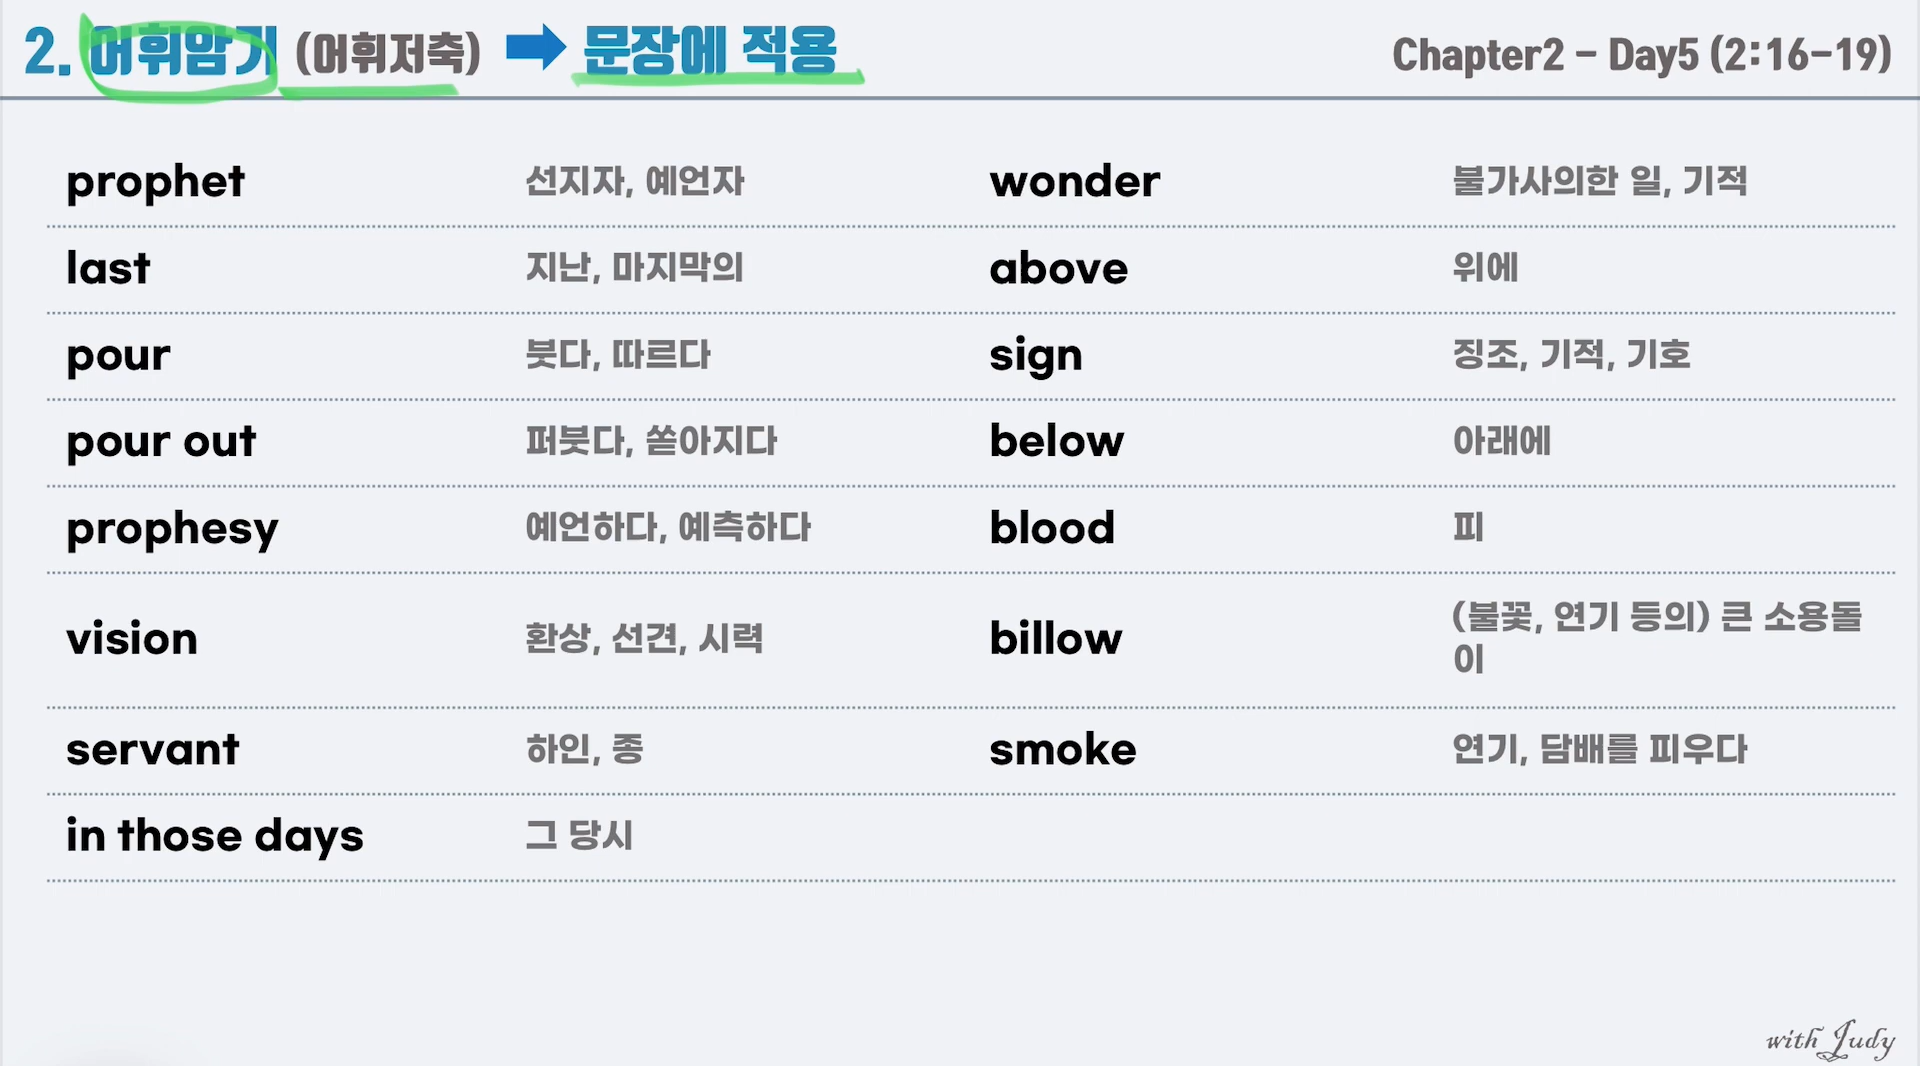 2. 어휘암기 (어휘저축) ➡ 문장에 적용
Chapter2 - Day5 (2:16-19)
prophet 선지자, 예언자 wonder 불가사의한 일, 기적
last 지난, 마지막의 above 위에
pour 붓다, 따르다 sign 징조, 기적, 기호
pour out 퍼붓다, 쏟아지다 below 아래에
prophesy 예언하다, 예측하다 blood 피
vision 환상, 선견, 시력 billow (불꽃, 연기 등의) 큰 소용돌
이
servant 하인, 종 smoke 연기, 담배를 피우다
in those days 그 당시
with Judy